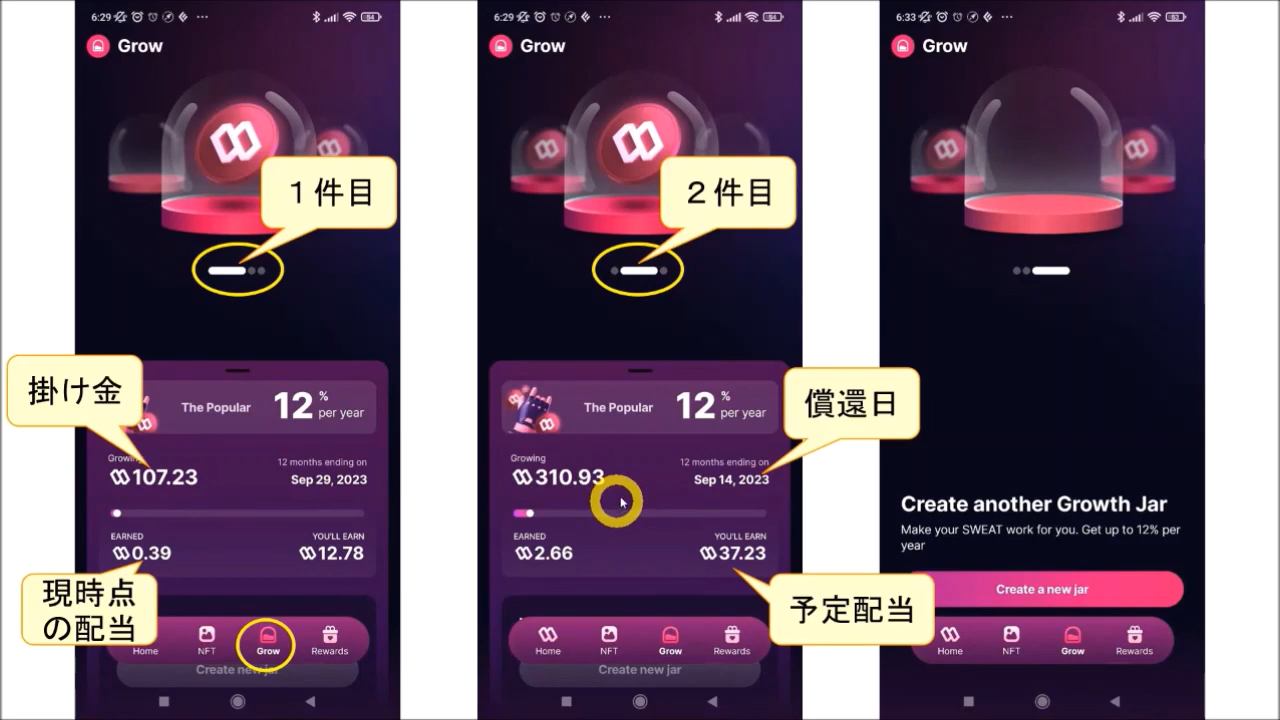 6:29
54
Grow
１件目
掛け金
The Popular
12
%
per year
Growing
107.23
12 months ending on
Sep 29, 2023
EARNED
0.39
YOU'LL EARN
12.78
現時点
の配当
Home
NFT
Grow
Rewards
Create new jar
6:29
54
Grow
２件目
The Popular
12
%
per year
償還日
Growing
310.93
12 months ending on
Sep 14, 2023
EARNED
2.66
YOU'LL EARN
37.23
予定配当
Home
NFT
Grow
Rewards
Create new jar
6:33
53
Grow
Create another Growth Jar
Make your SWEAT work for you. Get up to 12% per
year
Create a new jar
Home
NFT
Grow
Rewards